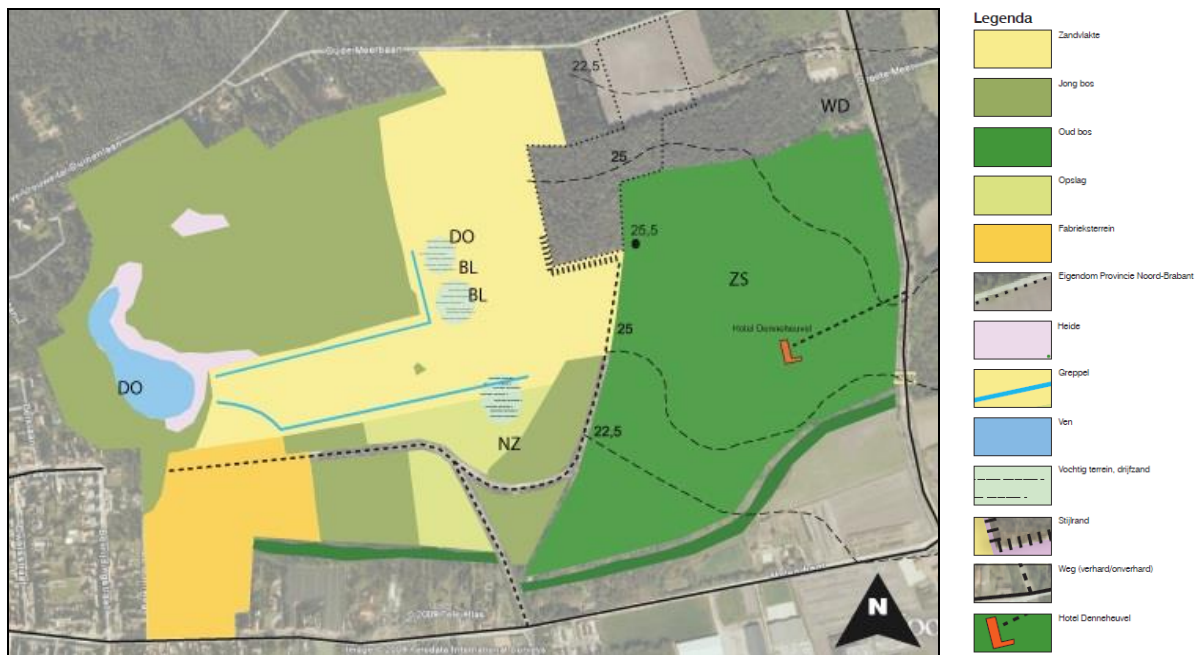 Oude Meerbaan
22,5
WD
25
DO
25,5
BL
BL
ZS
25
Hotel Denneheuvel
DO
22,5
NZ
N
Legenda
Zandvlakte
Jong bos
Oud bos
Opslag
Fabrieksterrein
Eigendom Provincie Noord-Brabant
Heide
Greppel
Ven
Vochtig terrein, drijfzand
Stijlrand
Weg (verhard/onverhard)
Hotel Denneheuvel